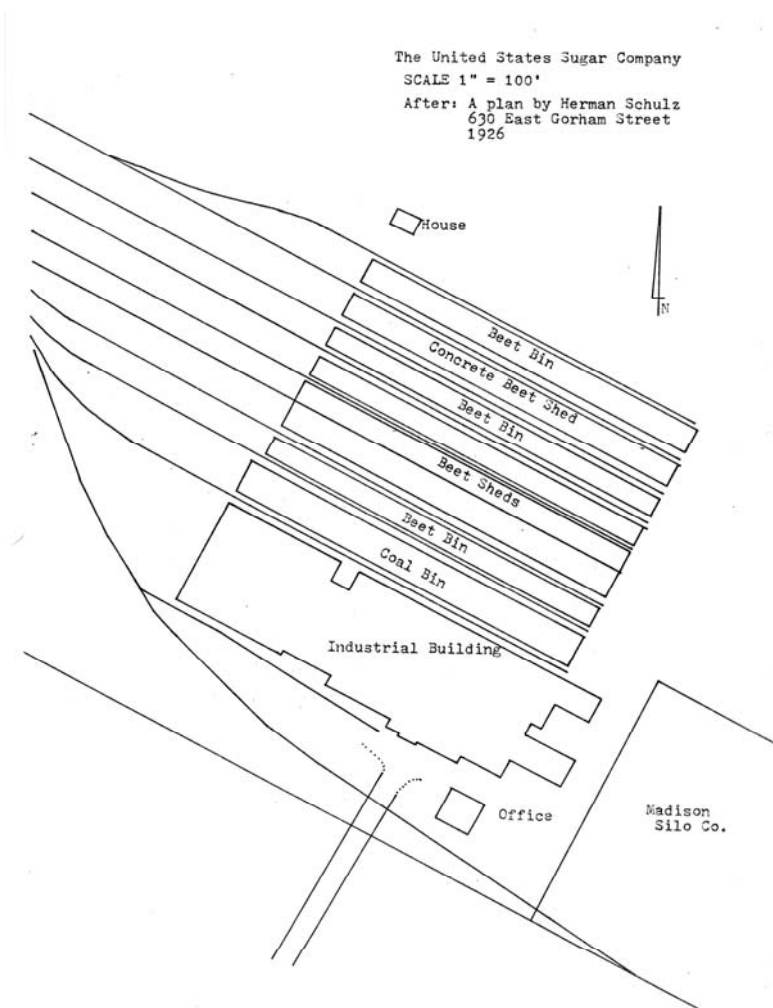 The United States Sugar Company
SCALE 1" = 100'
After: A plan by Herman Schulz
630 East Gorham Street
1926
House
N
Beet Bin
Concrete Beet Shed
Beet Bin
Beet Sheds
Beet Bin
Coal Bin
Industrial Building
Office
Madison
Silo Co.